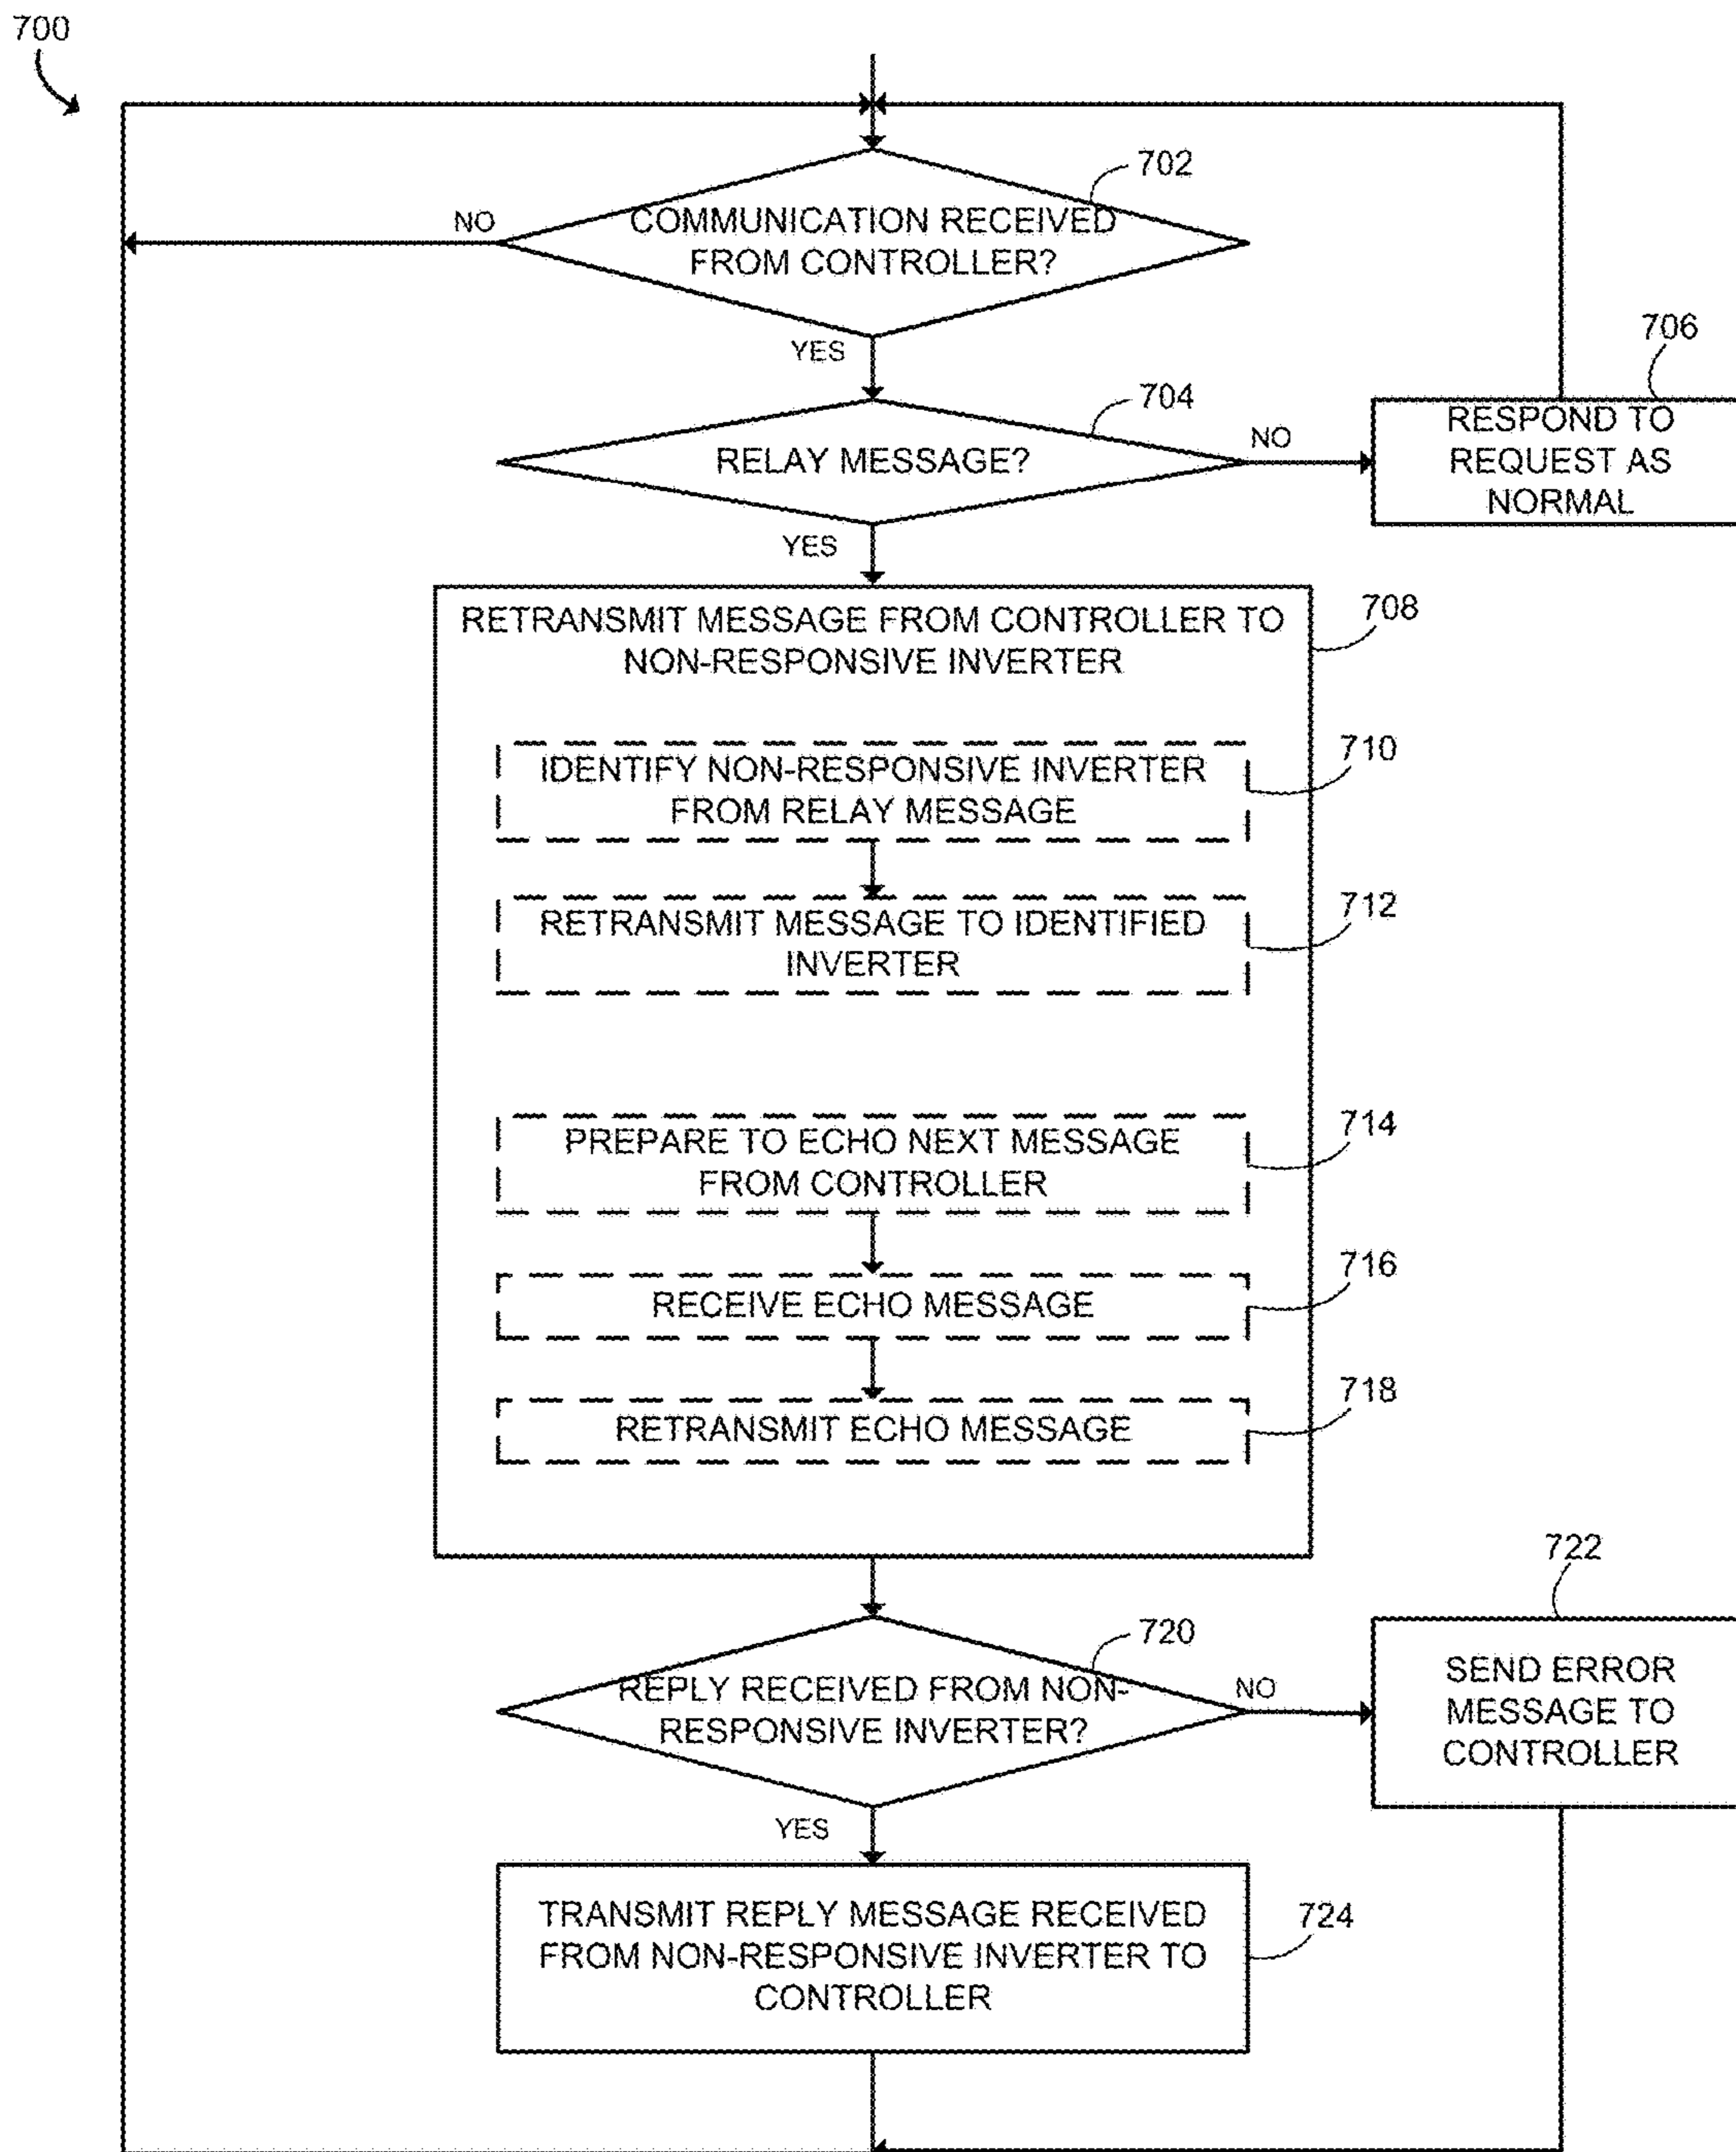 700
702
COMMUNICATION RECEIVED
FROM CONTROLLER?
NO
YES
704
RELAY MESSAGE?
NO
706
RESPOND TO
REQUEST AS
NORMAL
YES
RETRANSMIT MESSAGE FROM CONTROLLER TO
NON-RESPONSIVE INVERTER
708
IDENTIFY NON-RESPONSIVE INVERTER
FROM RELAY MESSAGE
710
RETRANSMIT MESSAGE TO IDENTIFIED
INVERTER
712
PREPARE TO ECHO NEXT MESSAGE
FROM CONTROLLER
714
RECEIVE ECHO MESSAGE
716
RETRANSMIT ECHO MESSAGE
718
720
REPLY RECEIVED FROM NON-
RESPONSIVE INVERTER?
NO
722
SEND ERROR
MESSAGE TO
CONTROLLER
YES
TRANSMIT REPLY MESSAGE RECEIVED
FROM NON-RESPONSIVE INVERTER TO
CONTROLLER
724